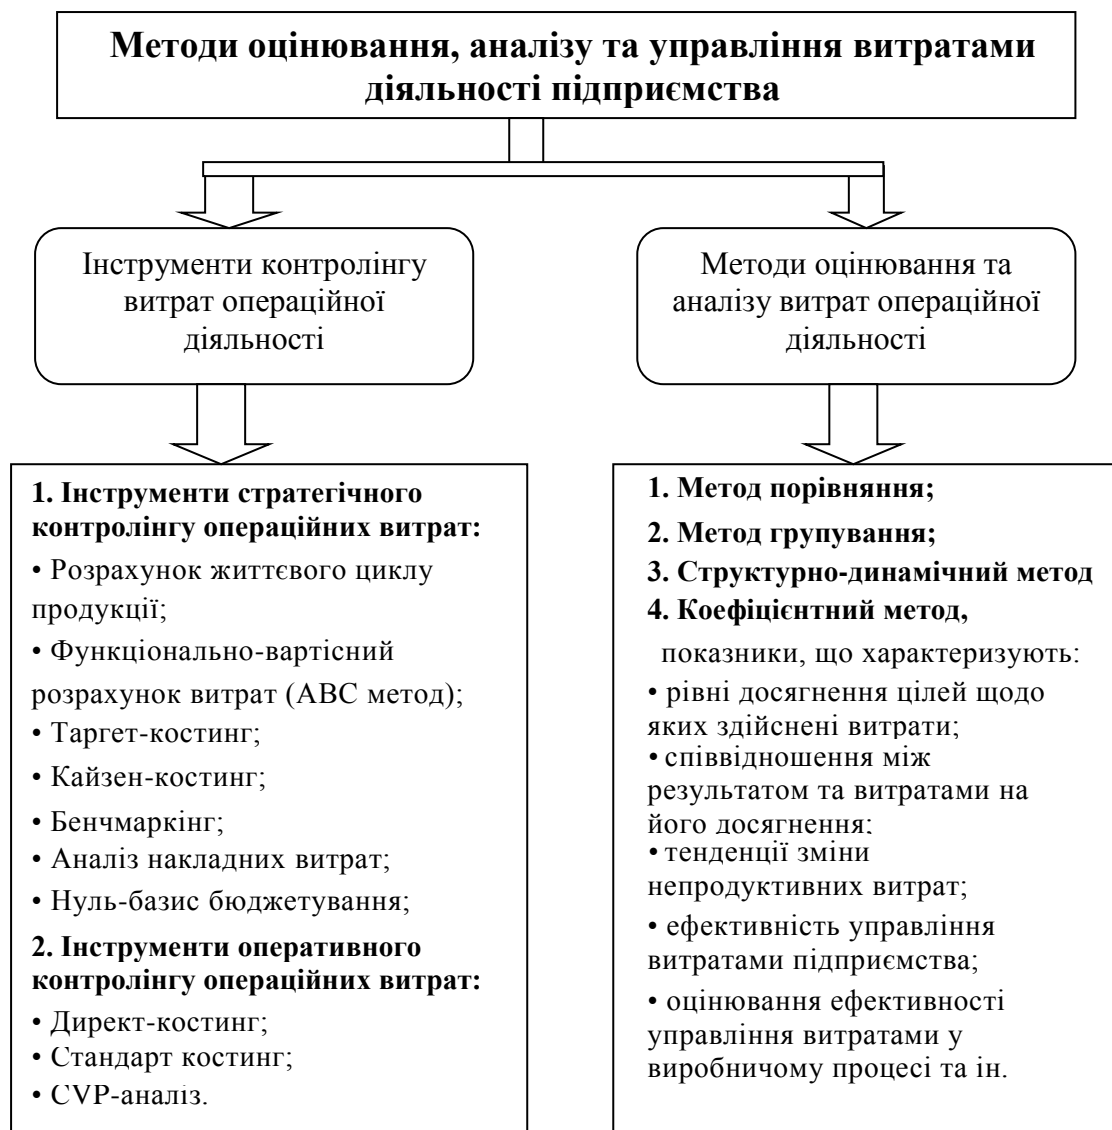 Методи оцінювання, аналізу та управління витратами
діяльності підприємства
Інструменти контролінгу
витрат операційної
діяльності
Методи оцінювання та
аналізу витрат операційної
діяльності
1. Інструменти стратегічного
контролінгу операційних витрат:
• Розрахунок життєвого циклу
продукції;
• Функціонально-вартісний
розрахунок витрат (АВС метод);
• Таргет-костинг;
• Кайзен-костинг;
• Бенчмаркінг;
• Аналіз накладних витрат;
• Нуль-базис бюджетування;
2. Інструменти оперативного
контролінгу операційних витрат:
• Директ-костинг;
• Стандарт костинг;
• CVP-аналіз.
1. Метод порівняння;
2. Метод групування;
3. Структурно-динамічний метод
4. Коефіцієнтний метод,
показники, що характеризують:
• рівні досягнення цілей щодо
яких здійснені витрати;
• співвідношення між
результатом та витратами на
його досягнення;
• тенденції зміни
непродуктивних витрат;
• ефективність управління
витратами підприємства;
• оцінювання ефективності
управління витратами у
виробничому процесі та ін.